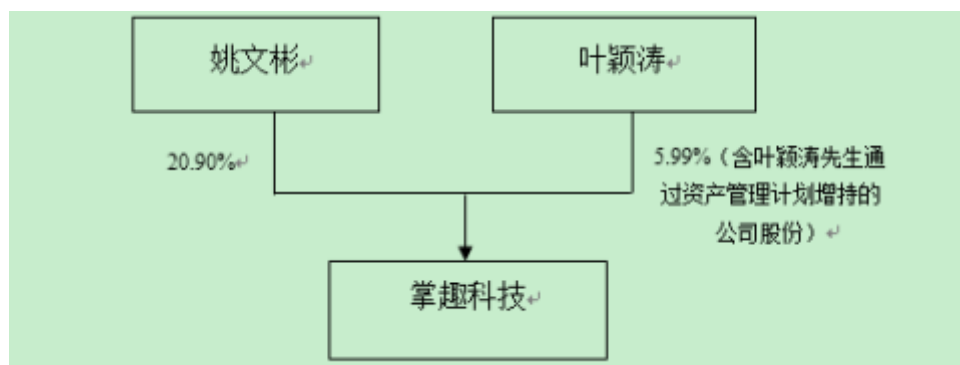 姚文彬
叶颖涛
20.90%
5.99%（含叶颖涛先生通
过资产管理计划增持的
公司股份）
掌趣科技